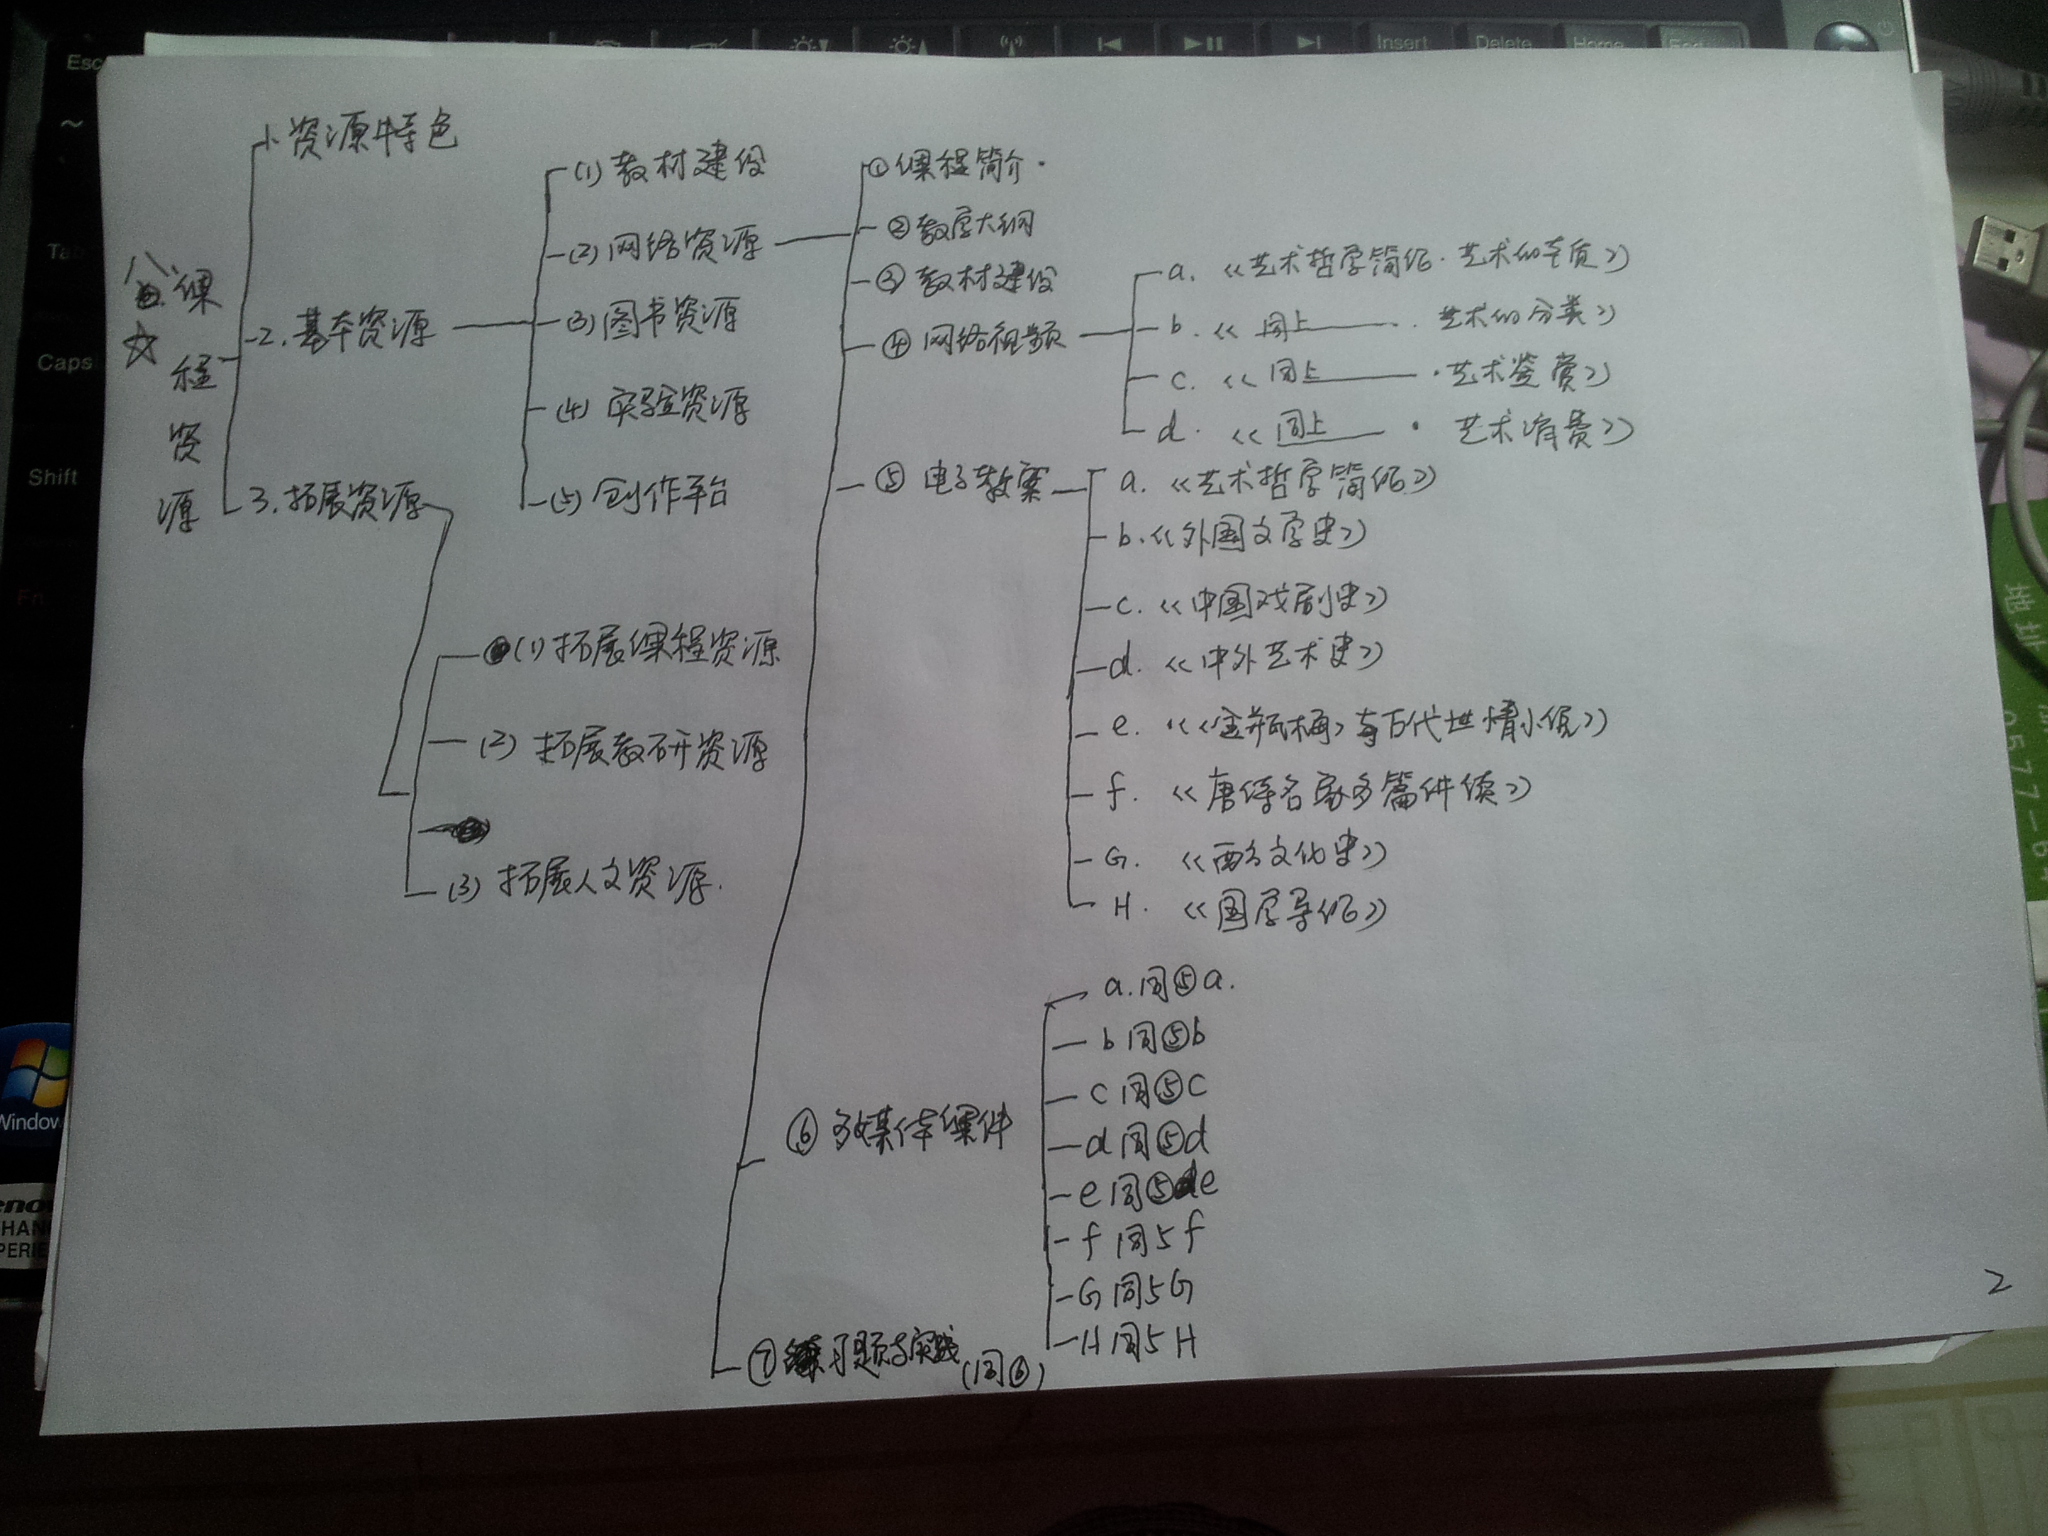 八、课程资源
☆
1. 资源特色
2. 基本资源
(1) 教材建设
(2) 网络资源
① 课程简介
② 教学大纲
③ 教材建设
④ 网络视频
a. 《艺术哲学简论·艺术的本质》
b. 《同上——·艺术的分类》
c. 《同上——·艺术鉴赏》
d. 《同上——·艺术消费》
⑤ 电子教案
a. 《艺术哲学简论》
b. 《外国文学史》
c. 《中国戏剧史》
d. 《中外艺术史》
e. 《〈金瓶梅〉与古代世情小说》
f. 《唐诗名家名篇件读》
G. 《西方文化史》
H. 《国学导论》
⑥ 多媒体课件
a. 同⑤a.
b 同⑤b
c 同⑤c
d 同⑤d
e 同⑤e
f 同5f
G 同5G
H 同5H
⑦ 练习题与实践
(同⑥)
(3) 图书资源
(4) 实验资源
(5) 创作平台
3. 拓展资源
(1) 拓展课程资源
(2) 拓展教研资源
(3) 拓展人文资源.
2
Esc
Insert
Delete
Home
~
Tab
Caps
Shift
Fn
Window
地址
0577-6